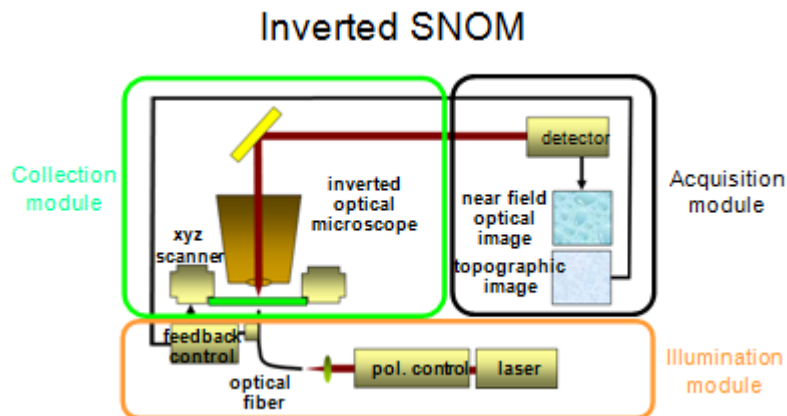 Inverted SNOM
Collection
module
inverted
optical
microscope
xyz
scanner
detector
near field
optical
image
topographic
image
Acquisition
module
feedback
control
optical
fiber
pol. control
laser
Illumination
module